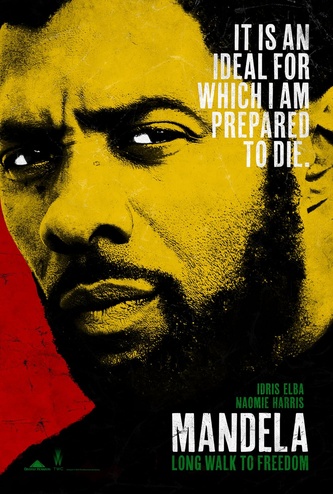 IT IS AN
IDEAL FOR
WHICH I AM
PREPARED
TO DIE.
IDRIS ELBA
NAOMIE HARRIS
MANDELA
LONG WALK TO FREEDOM